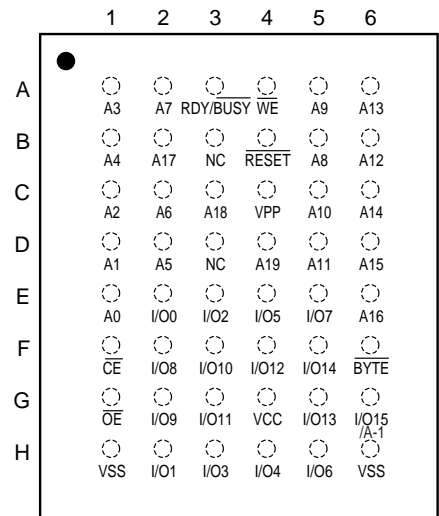 1 2 3 4 5 6
A
A3 A7 RDY/BUSY WE A9 A13
B
A4 A17 NC RESET A8 A12
C
A2 A6 A18 VPP A10 A14
D
A1 A5 NC A19 A11 A15
E
A0 I/O0 I/O2 I/O5 I/O7 A16
F
CE I/O8 I/O10 I/O12 I/O14 BYTE
G
OE I/O9 I/O11 VCC I/O13 I/O15
/A-1
H
VSS I/O1 I/O3 I/O4 I/O6 VSS